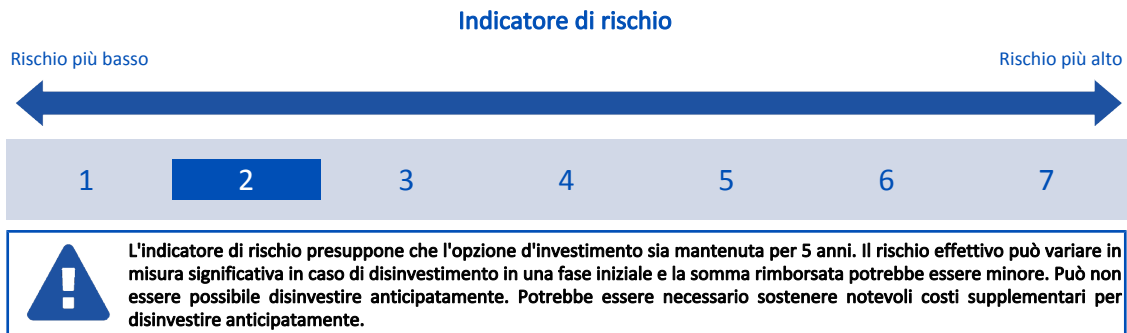 Indicatore di rischio
Rischio più basso
Rischio più alto
1 2 3 4 5 6 7
L'indicatore di rischio presuppone che l'opzione d'investimento sia mantenuta per 5 anni. Il rischio effettivo può variare in
misura significativa in caso di disinvestimento in una fase iniziale e la somma rimborsata potrebbe essere minore. Può non
essere possibile disinvestire anticipatamente. Potrebbe essere necessario sostenere notevoli costi supplementari per
disinvestire anticipatamente.